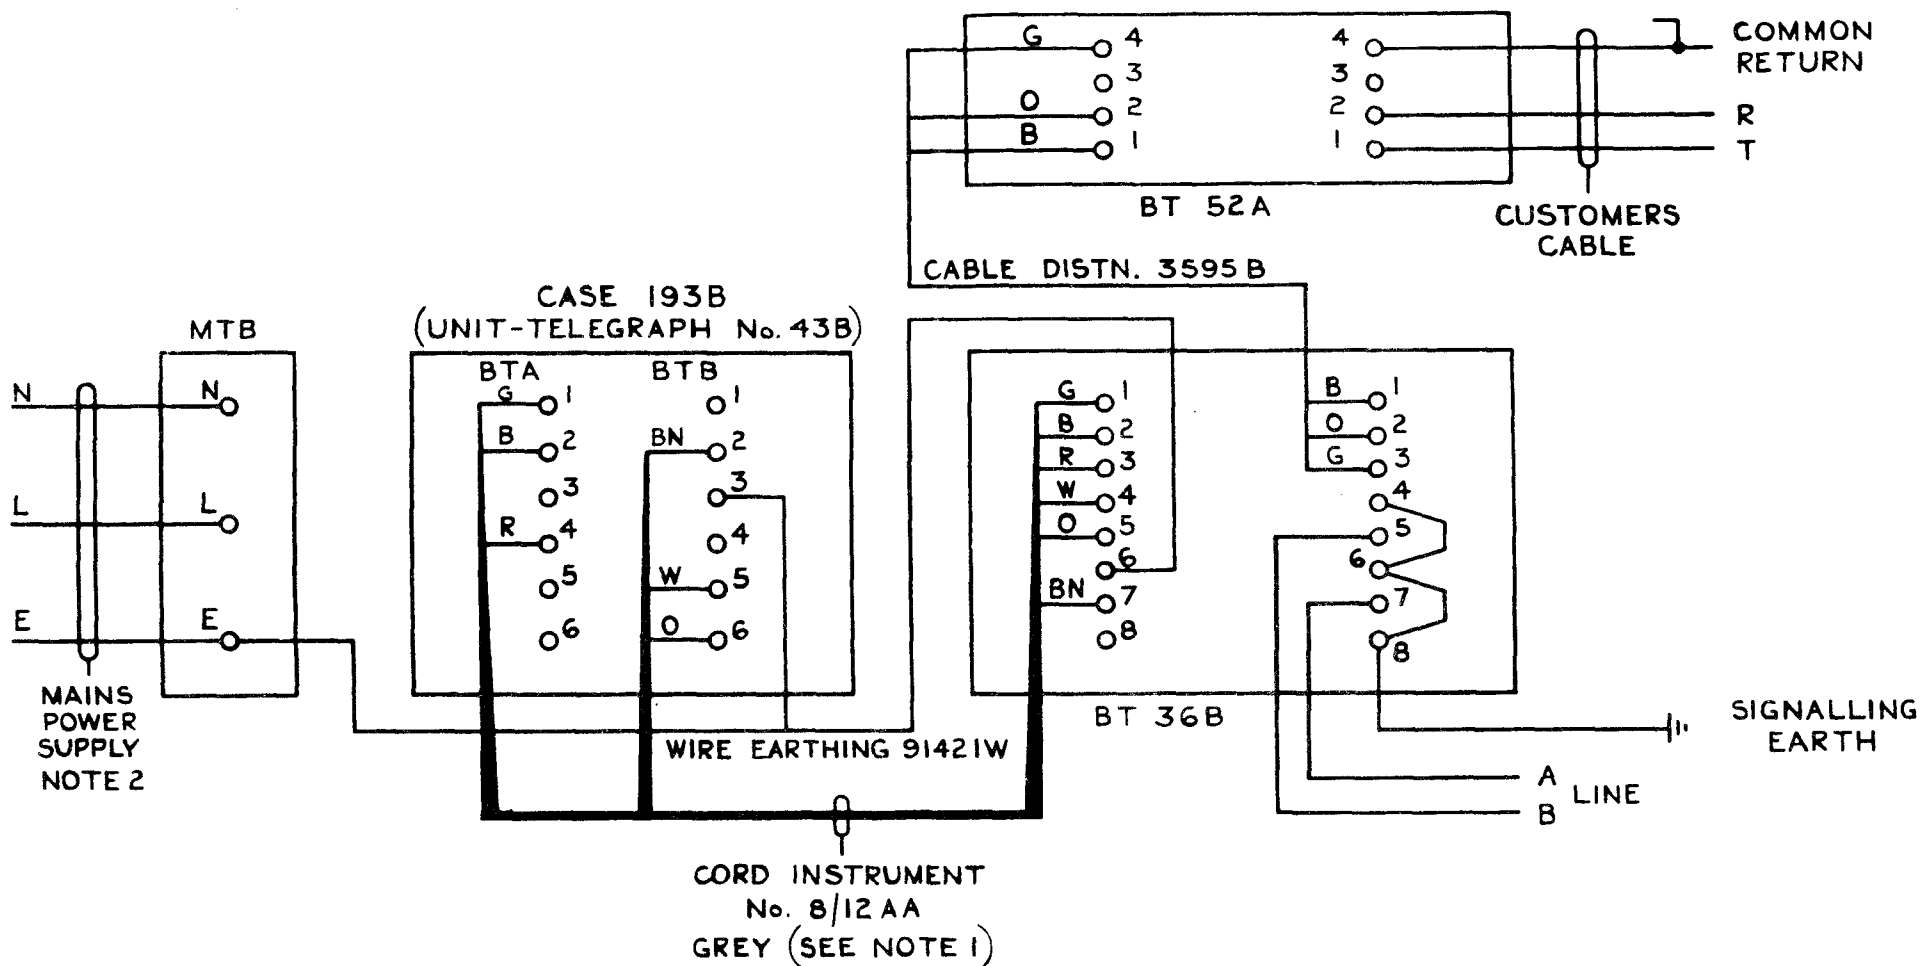 G
4
4
COMMON
RETURN
3
3
O
2
2
R
B
1
1
T
BT 52A
CUSTOMERS
CABLE
CABLE DISTN. 3595B
CASE 193B
(UNIT-TELEGRAPH No. 43B)
MTB
N
N
L
L
E
E
MAINS
POWER
SUPPLY
NOTE 2
BTA
G
1
B
2
3
R
4
5
6
BTB
1
BN
2
3
4
W
5
O
6
WIRE EARTHING 91421W
G
1
B
2
R
3
W
4
O
5
6
BN
7
8
B
1
O
2
G
3
4
5
6
7
8
BT 36B
SIGNALLING
EARTH
A
LINE
B
CORD INSTRUMENT
No. 8/12AA
GREY (SEE NOTE 1)